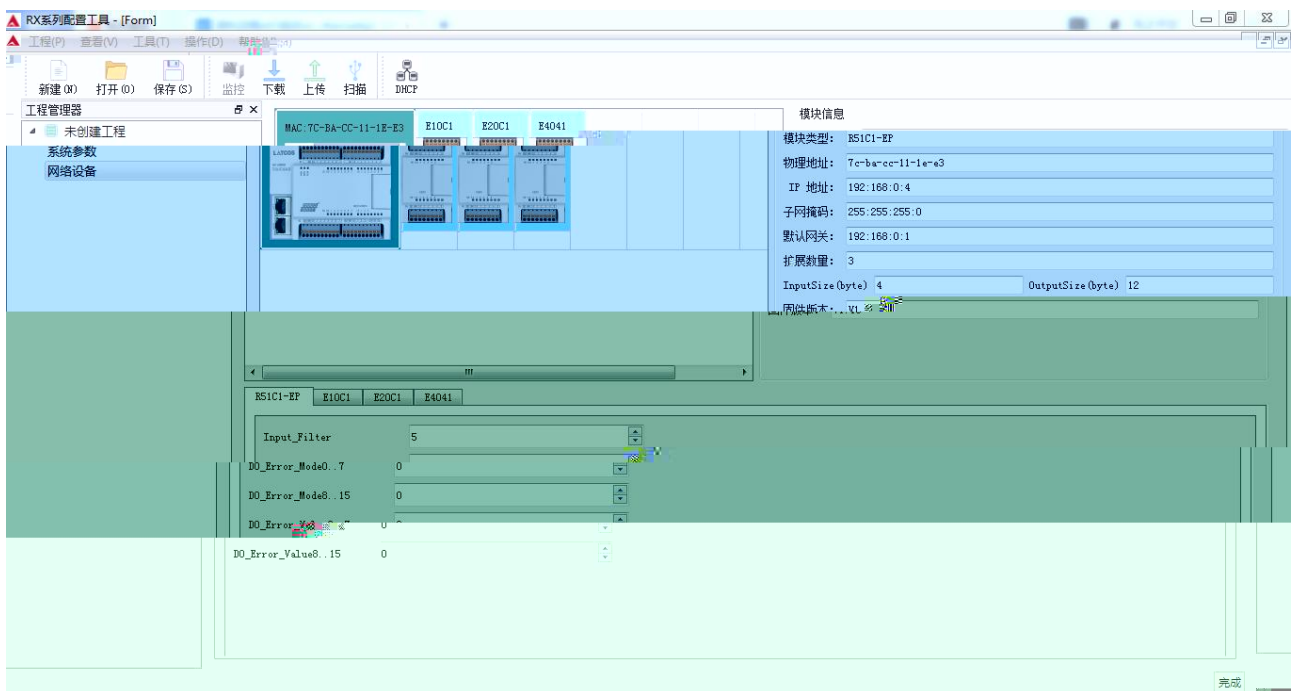 RX系列配置工具 - [Form]
工程(P) 查看(V) 工具(T) 操作(D)
新建(N) 打开(O) 保存(S) 监控 下载 上传 扫描 DHCP
工程管理器
未创建工程
系统参数
网络设备
MAC:7C-BA-CC-11-1E-E3 E10C1 E20C1 E4041
模块信息
模块类型: R51C1-EP
物理地址: 7c-ba-cc-11-1e-e3
IP 地址: 192:168:0:4
子网掩码: 255:255:255:0
默认网关: 192:168:0:1
扩展数量: 3
InputSize(byte) 4 OutputSize(byte) 12
固件版本:
R51C1-EP E10C1 E20C1 E4041
Input_Filter 5
DO_Error_Mode0..7 0
DO_Error_Mode8..15 0
DO_Error 0
DO_Error_Value8..15 0
完成